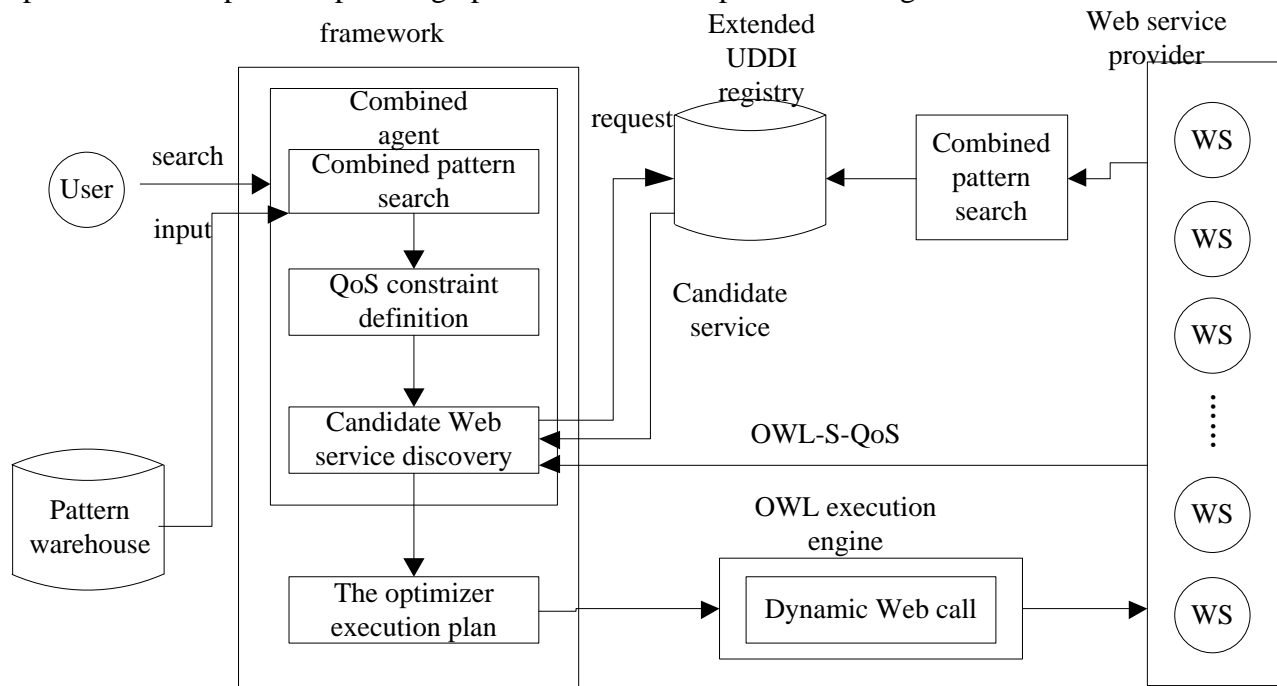 framework
Extended
UDDI
registry
Web service
provider
Combined
agent
request
WS
search
Combined pattern
search
Combined
pattern
search
User
input
WS
QoS constraint
definition
Candidate
service
WS
Candidate Web
service discovery
OWL-S-QoS
Pattern
warehouse
OWL execution
engine
WS
The optimizer
execution plan
Dynamic Web call
WS